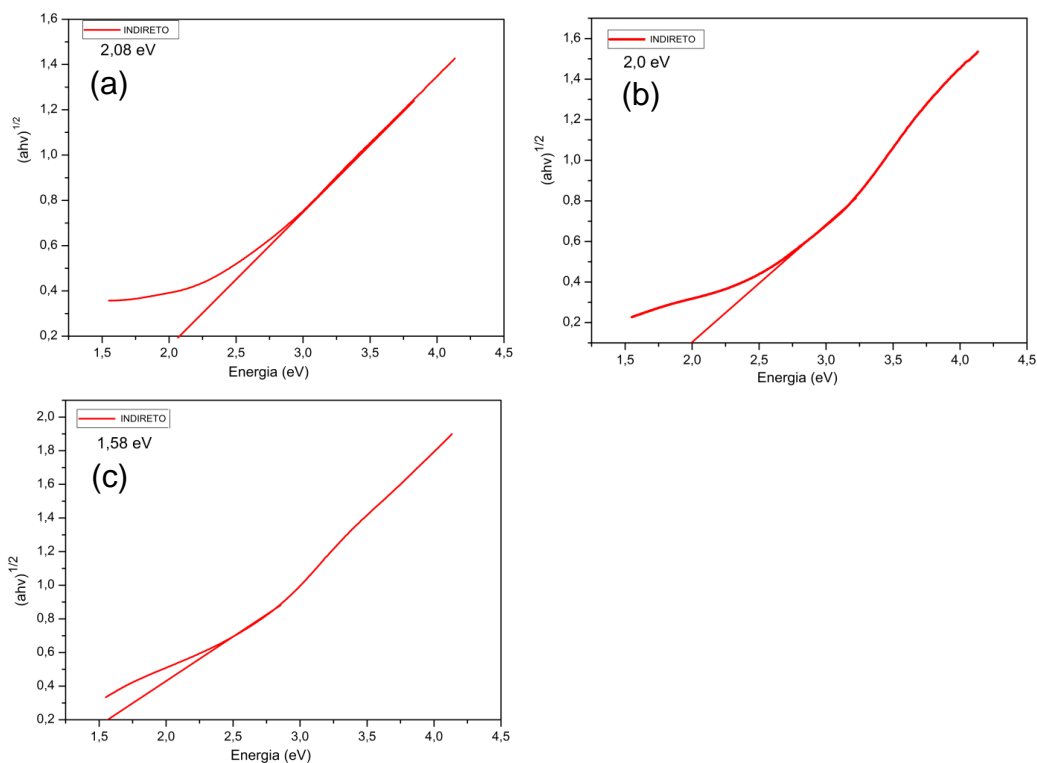 1,6
INDIRETO
2,08 eV
(a)
1,4
1,2
1,0
0,8
0,6
0,4
0,2
(ahv)1/2
1,5 2,0 2,5 3,0 3,5 4,0 4,5
Energia (eV)
INDIRETO
2,0 eV
(b)
1,6
1,4
1,2
1,0
0,8
0,6
0,4
0,2
(ahv)1/2
1,5 2,0 2,5 3,0 3,5 4,0 4,5
Energia (eV)
2,0
INDIRETO
1,58 eV
(c)
1,8
1,6
1,4
1,2
1,0
0,8
0,6
0,4
0,2
(ahv)1/2
1,5 2,0 2,5 3,0 3,5 4,0 4,5
Energia (eV)